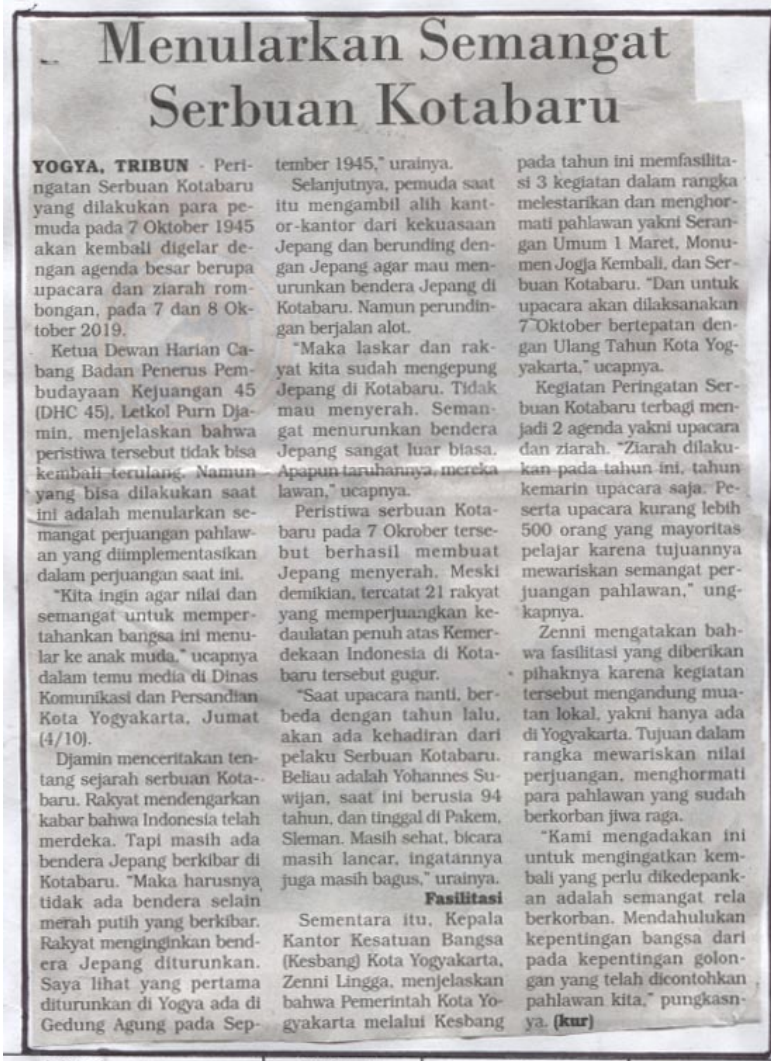 Menularkan Semangat
Serbuan Kotabaru
YOGYA, TRIBUN - Peri-
ngatan Serbuan Kotabaru
yang dilakukan para pe-
muda pada 7 Oktober 1945
akan kembali digelar de-
ngan agenda besar berupa
upacara dan ziarah rom-
bongan, pada 7 dan 8 Ok-
tober 2019.
Ketua Dewan Harian Ca-
bang Badan Penerus Pem-
budayaan Kejuangan 45
(DHC 45), Letkol Purn Dja-
min, menjelaskan bahwa
peristiwa tersebut tidak bisa
kembali terulang. Namun
yang bisa dilakukan saat
ini adalah menularkan se-
mangat perjuangan pahlaw-
an yang diimplementasikan
dalam perjuangan saat ini.
"Kita ingin agar nilai dan
semangat untuk memper-
tahankan bangsa ini menu-
lar ke anak muda," ucapnya
dalam temu media di Dinas
Komunikasi dan Persandian
Kota Yogyakarta, Jumat
(4/10).
Djamin menceritakan ten-
tang sejarah serbuan Kota-
baru. Rakyat mendengarkan
kabar bahwa Indonesia telah
merdeka. Tapi masih ada
bendera Jepang berkibar di
Kotabaru. "Maka harusnya
tidak ada bendera selain
merah putih yang berkibar.
Rakyat menginginkan bend-
era Jepang diturunkan.
Saya lihat yang pertama
diturunkan di Yogya ada di
Gedung Agung pada Sep-
tember 1945," urainya.
Selanjutnya, pemuda saat
itu mengambil alih kant-
or-kantor dari kekuasaan
Jepang dan berunding den-
gan Jepang agar mau men-
urunkan bendera Jepang di
Kotabaru. Namun perundin-
gan berjalan alot.
"Maka laskar dan rak-
yat kita sudah mengepung
Jepang di Kotabaru. Tidak
mau menyerah. Seman-
gat menurunkan bendera
Jepang sangat luar biasa.
Apapun taruhannya, mereka
lawan," ucapnya.
Peristiwa serbuan Kota-
baru pada 7 Okrober terse-
but berhasil membuat
Jepang menyerah. Meski
demikian, tercatat 21 rakyat
yang memperjuangkan ke-
daulatan penuh atas Kemer-
dekaan Indonesia di Kota-
baru tersebut gugur.
"Saat upacara nanti, ber-
beda dengan tahun lalu,
akan ada kehadiran dari
pelaku Serbuan Kotabaru.
Beliau adalah Yohannes Su-
wijan, saat ini berusia 94
tahun, dan tinggal di Pakem,
Sleman. Masih sehat, bicara
masih lancar, ingatannya
juga masih bagus," urainya.
Fasilitasi
Sementara itu, Kepala
Kantor Kesatuan Bangsa
(Kesbang) Kota Yogyakarta,
Zenni Lingga, menjelaskan
bahwa Pemerintah Kota Yo-
gyakarta melalui Kesbang
pada tahun ini memfasilita-
si 3 kegiatan dalam rangka
melestarikan dan menghor-
mati pahlawan yakni Seran-
gan Umum 1 Maret, Monu-
men Jogja Kembali, dan Ser-
buan Kotabaru. "Dan untuk
upacara akan dilaksanakan
7 Oktober bertepatan den-
gan Ulang Tahun Kota Yog-
yakarta," ucapnya.
Kegiatan Peringatan Ser-
buan Kotabaru terbagi men-
jadi 2 agenda yakni upacara
dan ziarah. "Ziarah dilaku-
kan pada tahun ini, tahun
kemarin upacara saja. Pe-
serta upacara kurang lebih
500 orang yang mayoritas
pelajar karena tujuannya
mewariskan semangat per-
juangan pahlawan," ung-
kapnya.
Zenni mengatakan bah-
wa fasilitasi yang diberikan
pihaknya karena kegiatan
tersebut mengandung mua-
tan lokal, yakni hanya ada
di Yogyakarta. Tujuan dalam
rangka mewariskan nilai
perjuangan, menghormati
para pahlawan yang sudah
berkorban jiwa raga.
"Kami mengadakan ini
untuk mengingatkan kem-
bali yang perlu dikedepank-
an adalah semangat rela
berkorban. Mendahulukan
kepentingan bangsa dari
pada kepentingan golon-
gan yang telah dicontohkan
pahlawan kita," pungkasn-
ya. (kur)